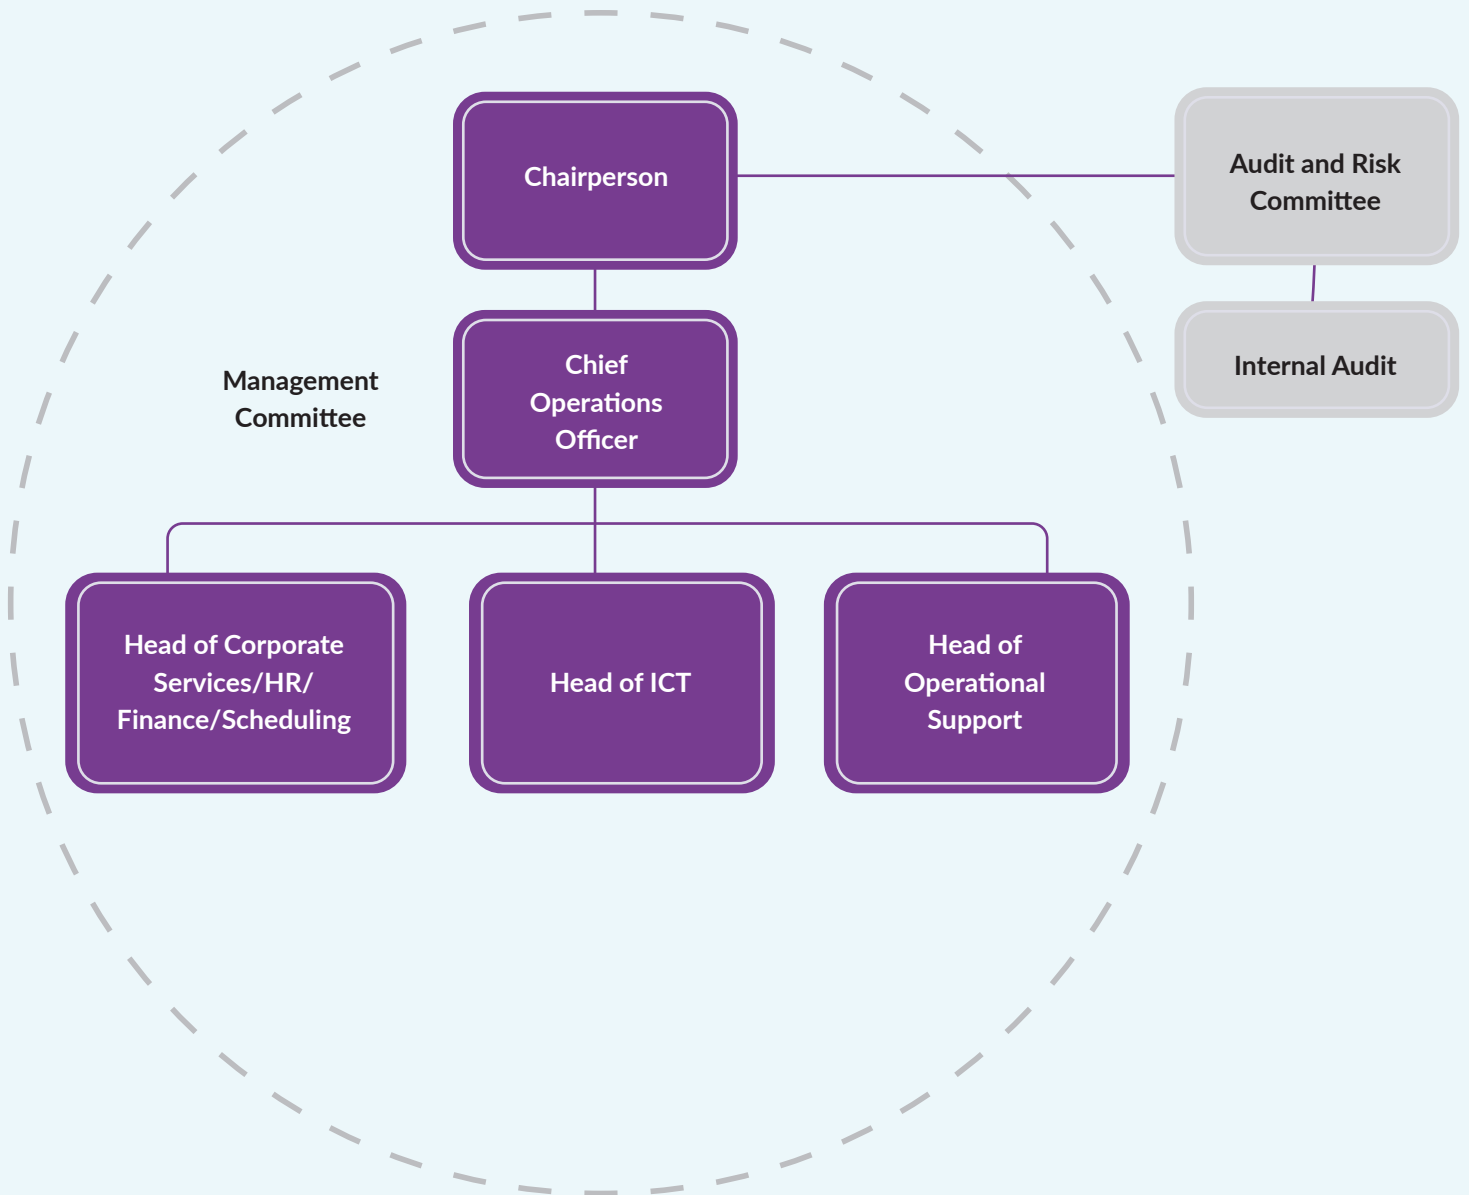 Chairperson
Audit and Risk
Committee
Chief
Operations
Officer
Management
Committee
Internal Audit
Head of Corporate
Services/HR/
Finance/Scheduling
Head of ICT
Head of
Operational
Support